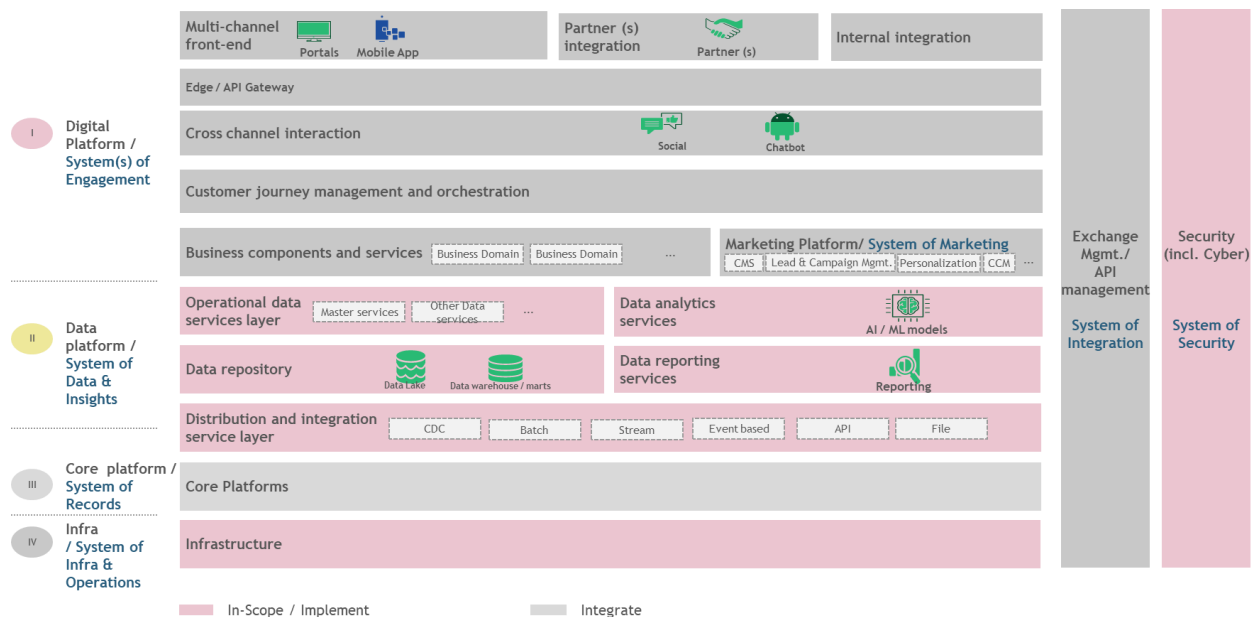 Multi-channel
front-end
Portals
Mobile App
Partner (s)
integration
Partner (s)
Internal integration
Edge / API Gateway
I
Digital
Platform /
System(s) of
Engagement
Cross channel interaction
Social
Chatbot
Customer journey management and orchestration
Business components and services
Business Domain
Business Domain
...
Marketing Platform/ System of Marketing
CMS
Lead & Campaign Mgmt.
Personalization
CCM
...
II
Data
platform /
System of
Data &
Insights
Operational data
services layer
Master services
Other Data
services
...
Data analytics
services
AI / ML models
Data repository
Data Lake
Data warehouse / marts
Data reporting
services
Reporting
Distribution and integration
service layer
CDC
Batch
Stream
Event based
API
File
III
Core platform /
System of
Records
Core Platforms
IV
Infra
/ System of
Infra &
Operations
Infrastructure
Exchange
Mgmt./
API
management
System of
Integration
Security
(incl. Cyber)
System of
Security
In-Scope / Implement
Integrate